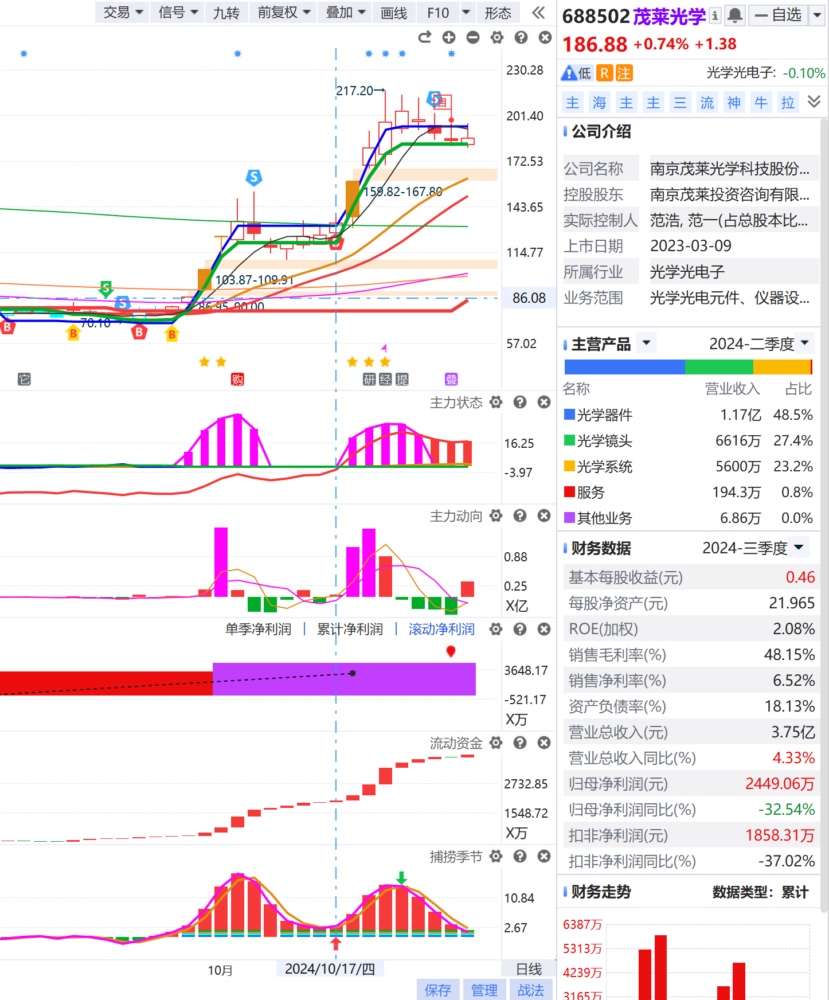 交易 信号 九转 前复权 叠加 画线 F10 形态
688502 茂莱光学 自选
186.88 +0.74% +1.38
低 R 注 光学光电子: -0.10%
主 海 主 主 三 流 神 牛 拉
230.28
217.20→
S 自
201.40
172.53
159.82-167.80
S
143.65
114.77
103.87-109.91
S S
86.95-90.00
86.08
70.10
B B B B
57.02
它 购 研 经 提 叠
主力状态
16.25
-3.97
主力动向
0.88
0.25
X亿
单季净利润 | 累计净利润 | 滚动净利润
3648.17
-521.17
X万
流动资金
2732.85
1548.72
X万
捕捞季节
10.84
2.67
10月 2024/10/17/四 日线
保存 管理 战法
公司介绍
公司名称 南京茂莱光学科技股份...
控股股东 南京茂莱投资咨询有限...
实际控制人 范浩, 范一(占总股本比...
上市日期 2023-03-09
所属行业 光学光电子
业务范围 光学光电元件、仪器设...
主营产品 2024-二季度
名称 营业收入 占比
光学器件 1.17亿 48.5%
光学镜头 6616万 27.4%
光学系统 5600万 23.2%
服务 194.3万 0.8%
其他业务 6.86万 0.0%
财务数据 2024-三季度
基本每股收益(元) 0.46
每股净资产(元) 21.965
ROE(加权) 2.08%
销售毛利率(%) 48.15%
销售净利率(%) 6.52%
资产负债率(%) 18.13%
营业总收入(元) 3.75亿
营业总收入同比(%) 4.33%
归母净利润(元) 2449.06万
归母净利润同比(%) -32.54%
扣非净利润(元) 1858.31万
扣非净利润同比(%) -37.02%
财务走势 数据类型：累计
6387万
5313万
4239万
3165万